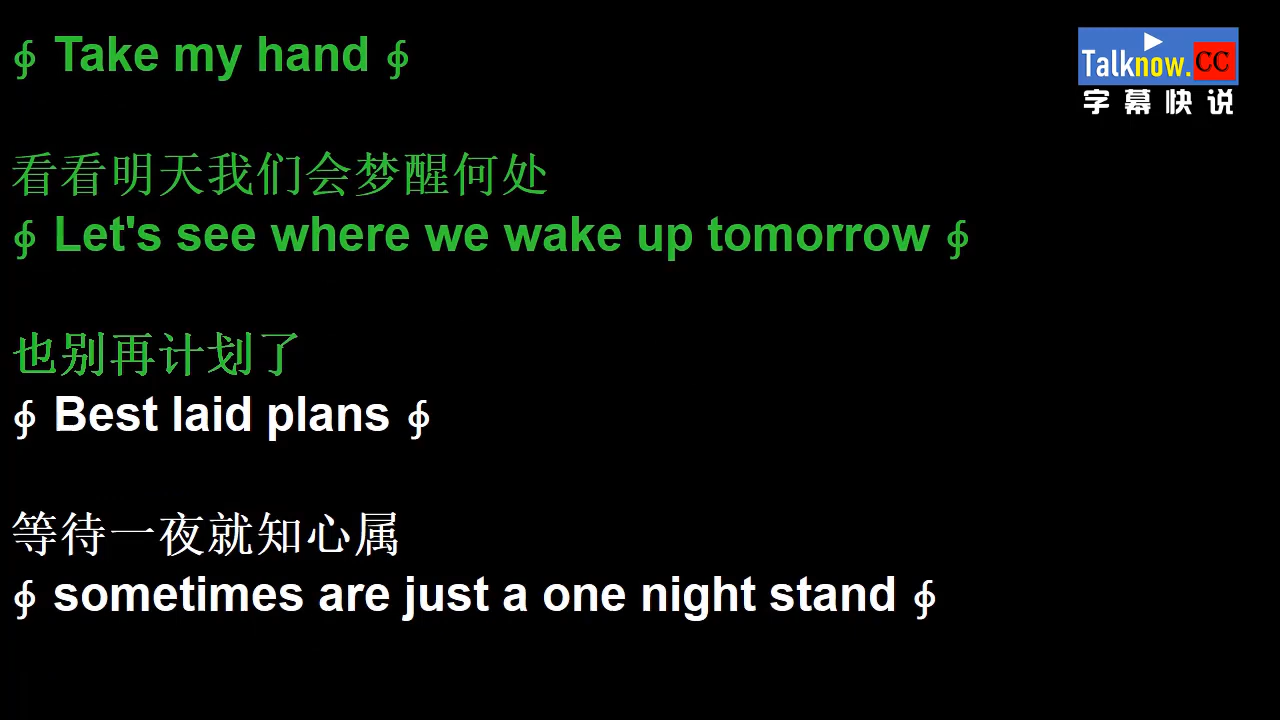 ∮ Take my hand ∮
Talknow.CC
字幕快说
看看明天我们会梦醒何处
∮ Let's see where we wake up tomorrow ∮
也别再计划了
∮ Best laid plans ∮
等待一夜就知心属
∮ sometimes are just a one night stand ∮